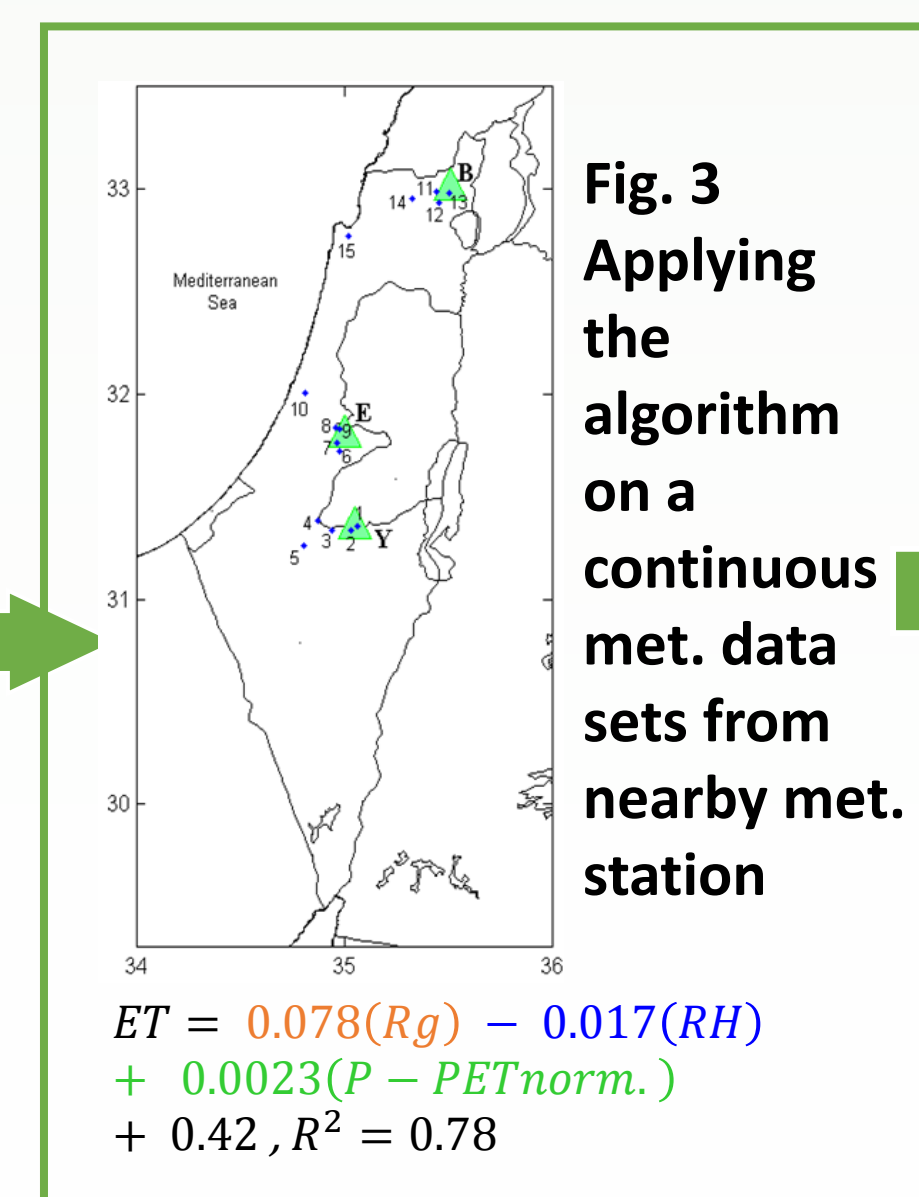 33
B
11
14
13
12
15
Mediterranean
Sea
32
10
E
8
9
7
6
4
1
3
2
Y
5
31
30
34
35
36
Fig. 3
Applying
the
algorithm
on a
continuous
met. data
sets from
nearby met.
station
ET = 0.078(Rg) − 0.017(RH)
+ 0.0023(P − PETnorm. )
+ 0.42 , R² = 0.78